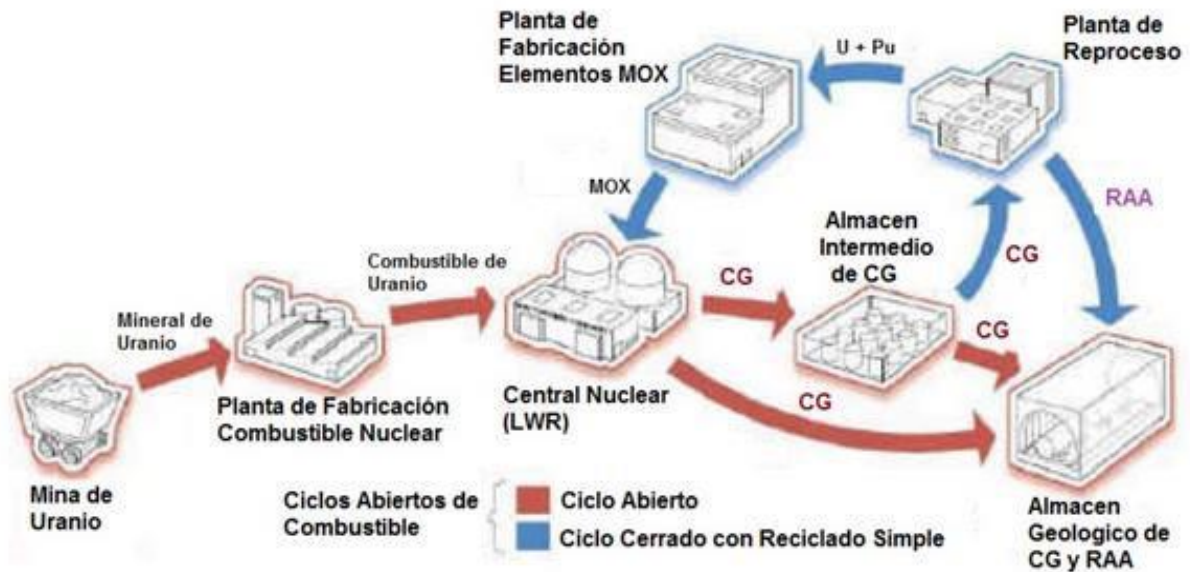 Planta de
Fabricación
Elementos MOX
U + Pu
Planta de
Reproceso
MOX
RAA
Almacen
Intermedio
de CG
CG
CG
Combustible de
Uranio
Mineral de
Uranio
CG
CG
Planta de Fabricación
Combustible Nuclear
Central Nuclear
(LWR)
Mina de
Uranio
Ciclos Abiertos de
Combustible
Ciclo Abierto
Ciclo Cerrado con Reciclado Simple
Almacen
Geologico de
CG y RAA